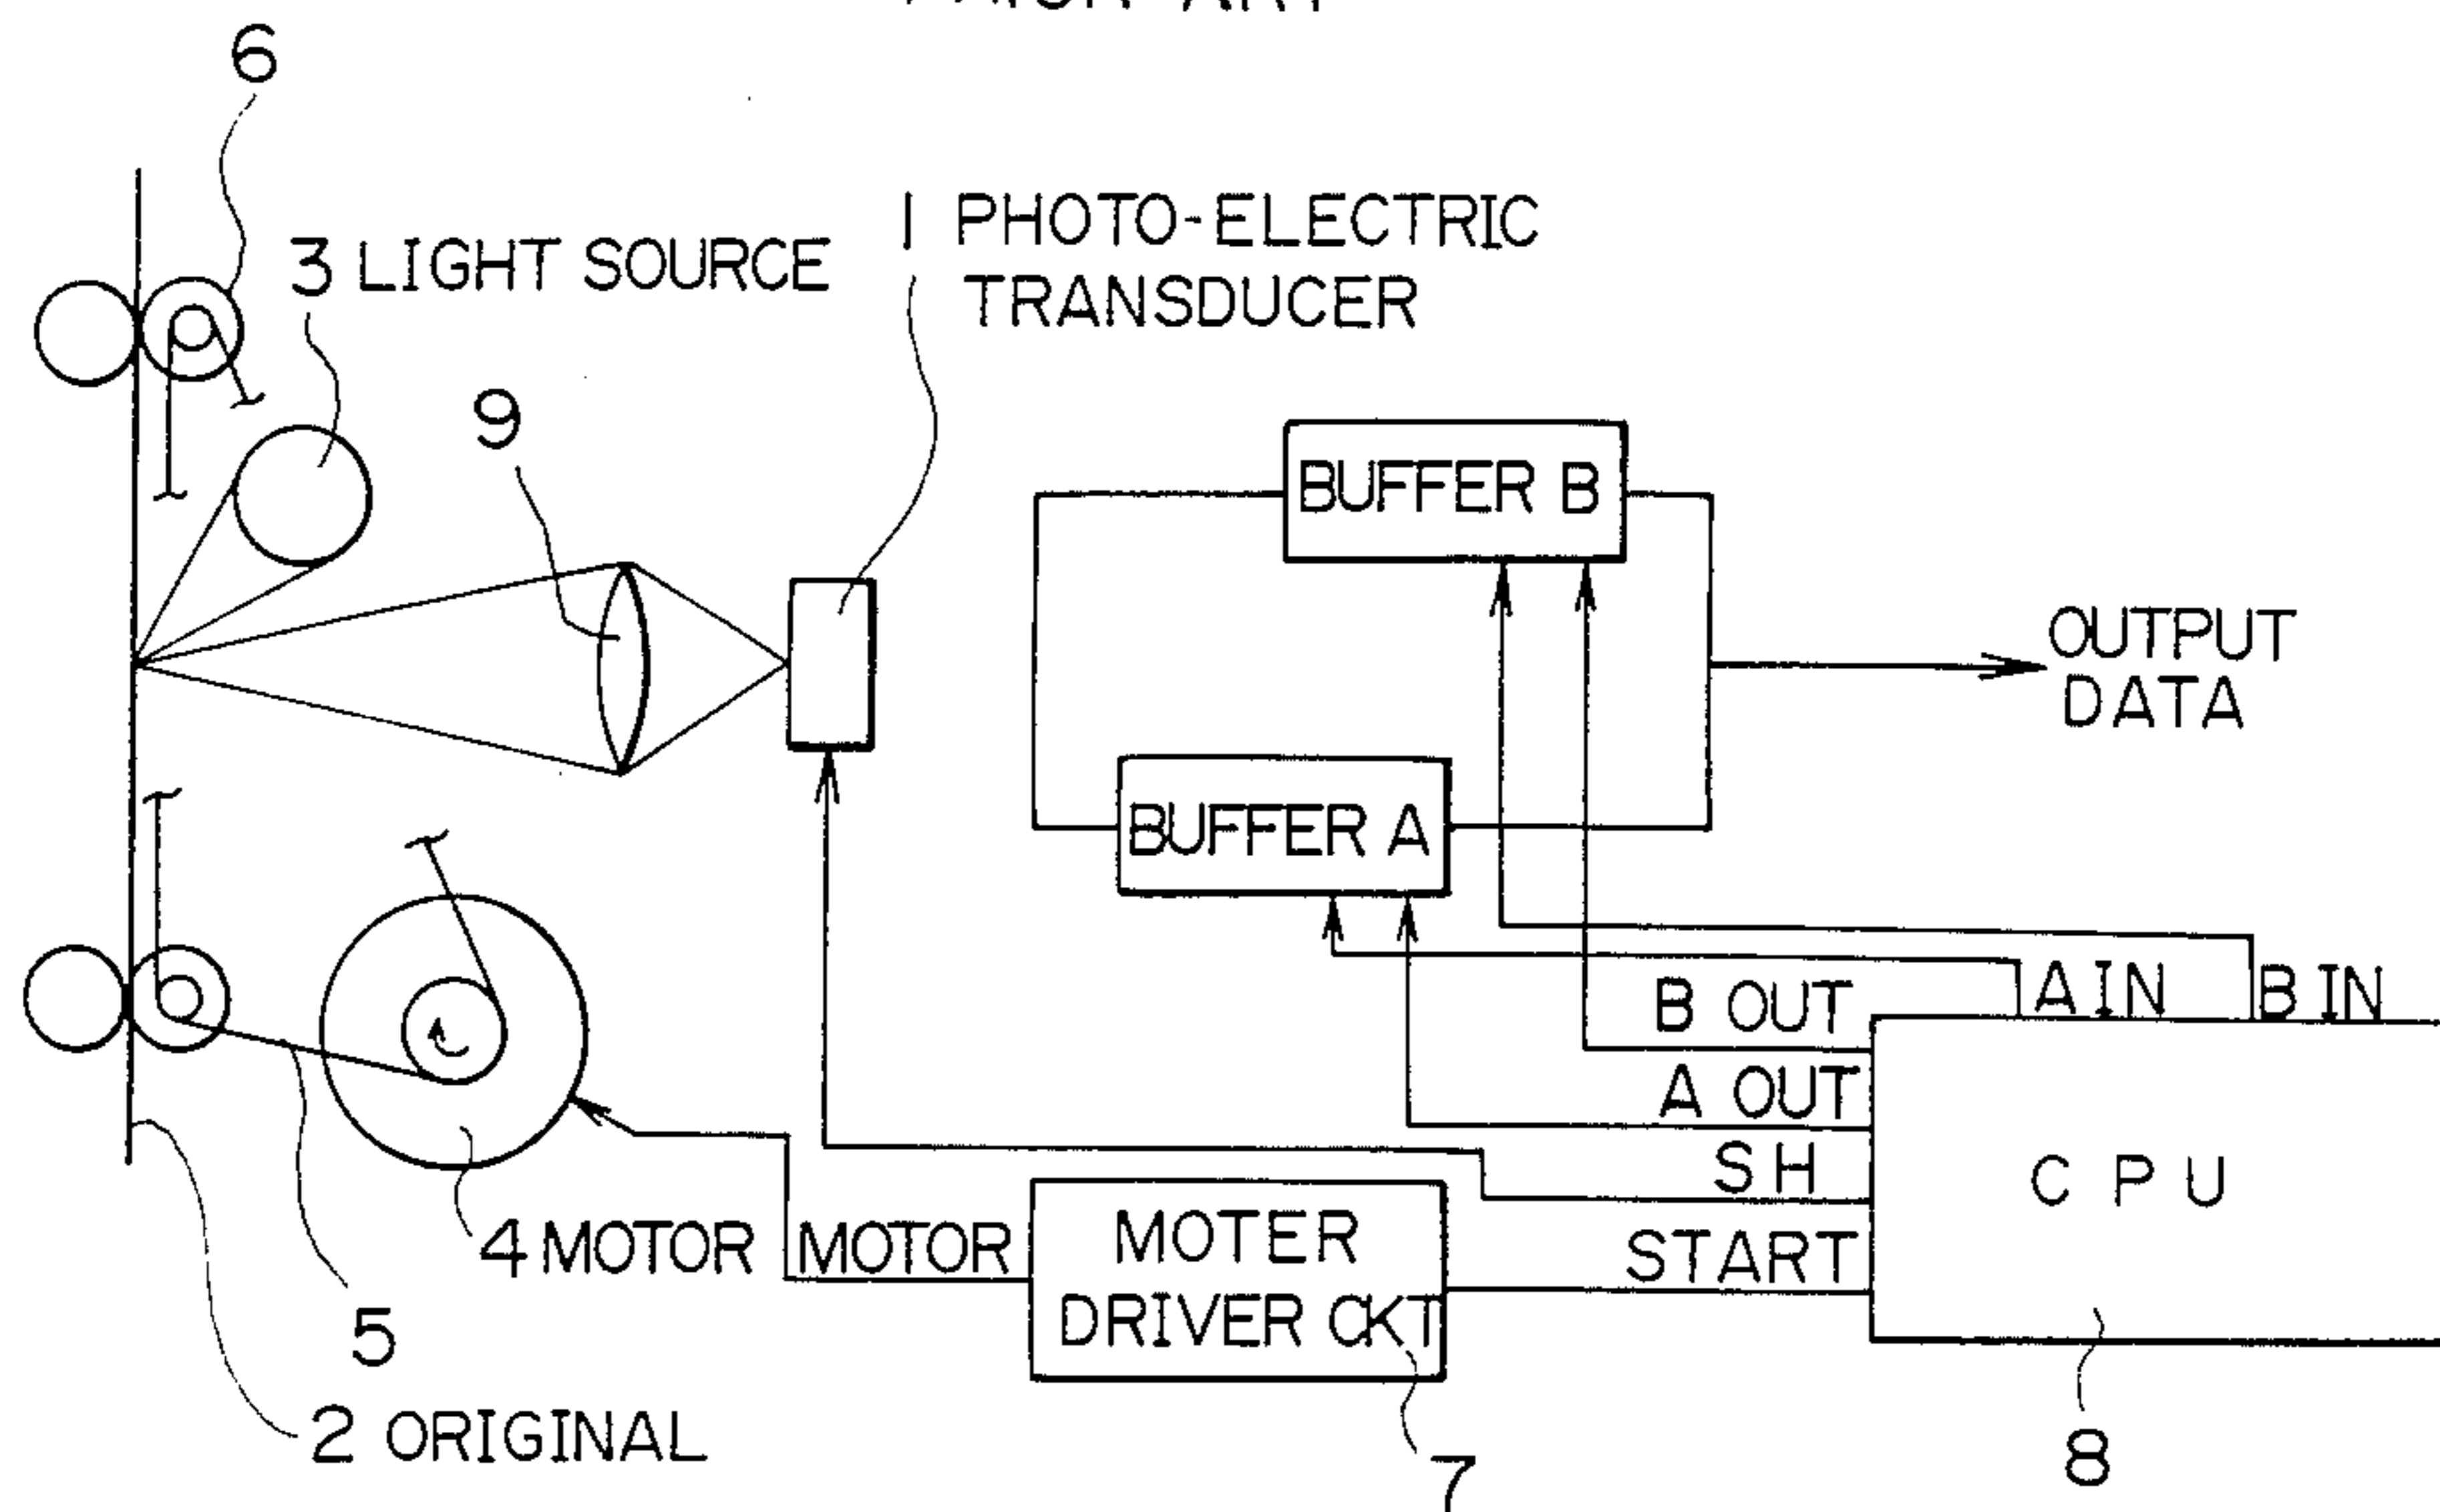 6
3 LIGHT SOURCE
1 PHOTO-ELECTRIC
TRANSDUCER
9
BUFFER B
OUTPUT
DATA
BUFFER A
A IN
B IN
B OUT
A OUT
SH
CPU
START
4 MOTOR
MOTOR
MOTER
DRIVER CKT
5
2 ORIGINAL
7
8